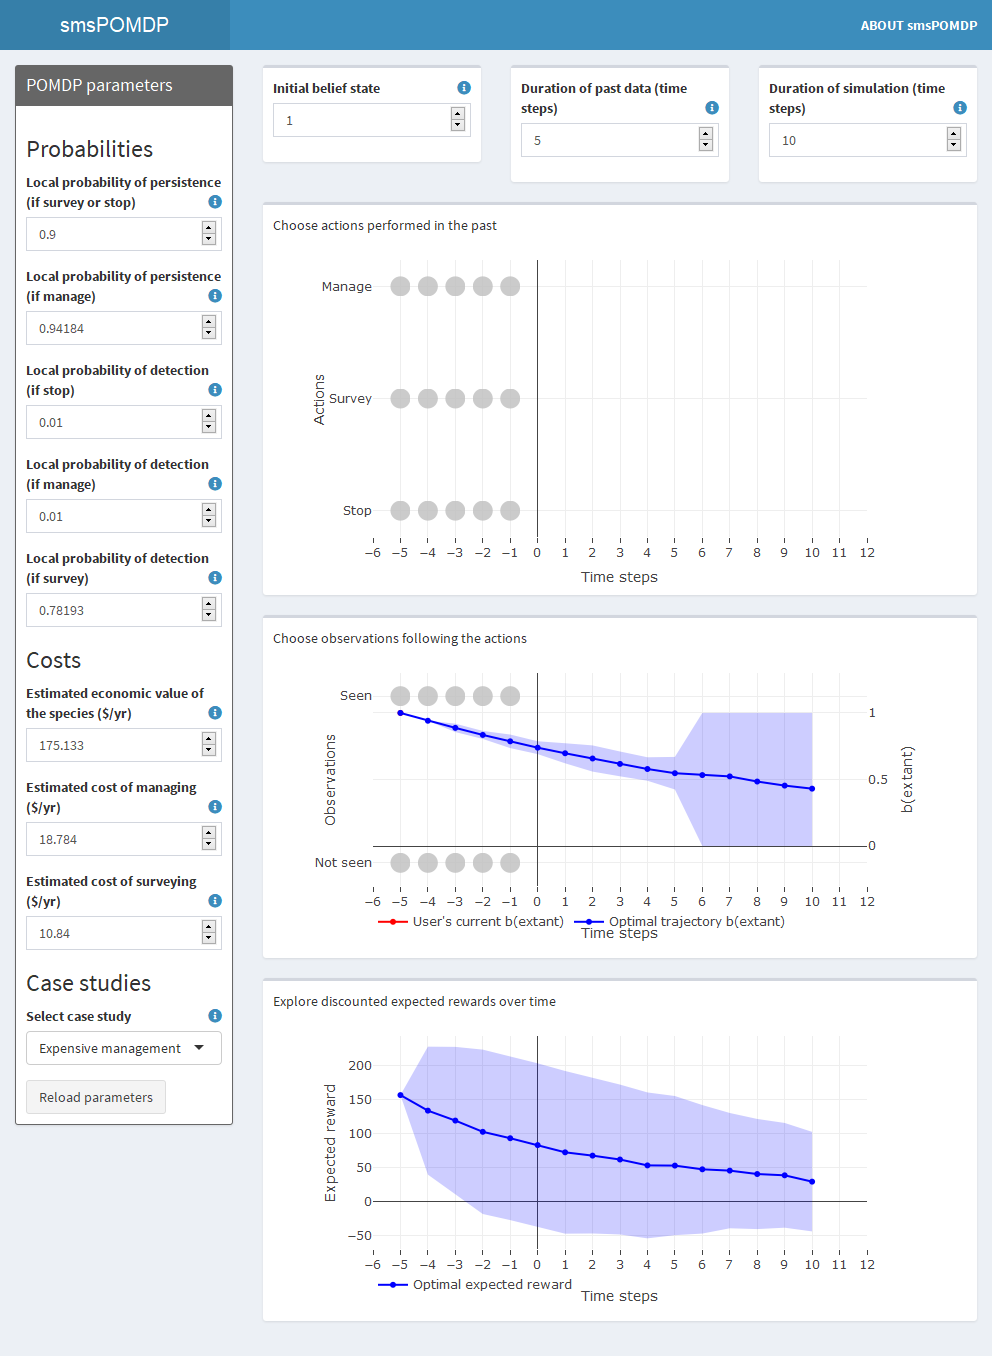 smsPOMDP
ABOUT smsPOMDP
POMDP parameters
Probabilities
Local probability of persistence
(if survey or stop)
0.9
Local probability of persistence
(if manage)
0.94184
Local probability of detection
(if stop)
0.01
Local probability of detection
(if manage)
0.01
Local probability of detection
(if survey)
0.78193
Costs
Estimated economic value of
the species ($/yr)
175.133
Estimated cost of managing
($/yr)
18.784
Estimated cost of surveying
($/yr)
10.84
Case studies
Select case study
Expensive management
Reload parameters
Initial belief state
1
Duration of past data (time
steps)
5
Duration of simulation (time
steps)
10
Choose actions performed in the past
Manage
Survey
Stop
Actions
−6 −5 −4 −3 −2 −1 0 1 2 3 4 5 6 7 8 9 10 11 12
Time steps
Choose observations following the actions
Seen
Not seen
Observations
1
0.5
0
b(extant)
−6 −5 −4 −3 −2 −1 0 1 2 3 4 5 6 7 8 9 10 11 12
User's current b(extant) Optimal trajectory b(extant)
Time steps
Explore discounted expected rewards over time
200
150
100
50
0
−50
Expected reward
−6 −5 −4 −3 −2 −1 0 1 2 3 4 5 6 7 8 9 10 11 12
Optimal expected reward
Time steps